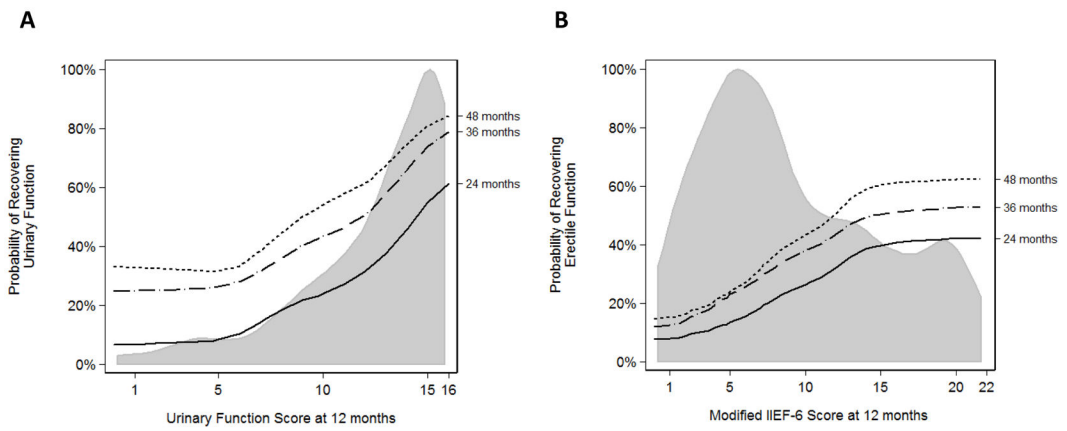 A
Probability of Recovering
Urinary Function
100%
80%
60%
40%
20%
0%
48 months
36 months
24 months
1
5
10
15
16
Urinary Function Score at 12 months
B
Probability of Recovering
Erectile Function
100%
80%
60%
40%
20%
0%
48 months
36 months
24 months
1
5
10
15
20
22
Modified IIEF-6 Score at 12 months